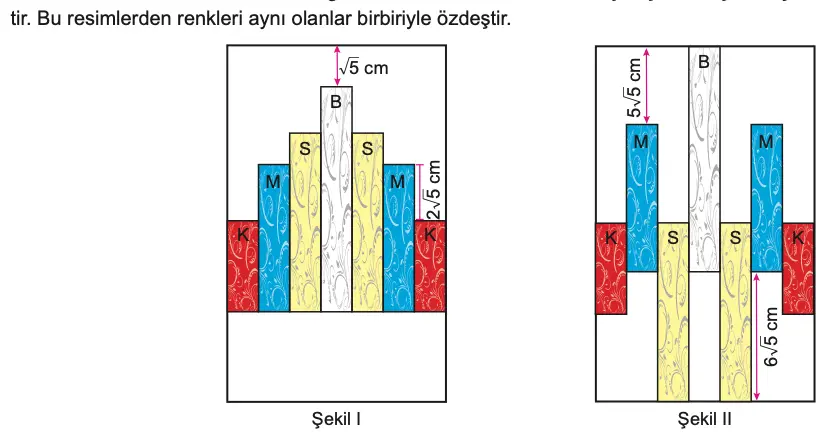 tir. Bu resimlerden renkleri aynı olanlar birbiriyle özdeştir.
√5 cm
B
S
S
M
M
2√5 cm
K
K
Şekil I
5√5 cm
B
M
M
K
S
S
K
6√5 cm
Şekil II